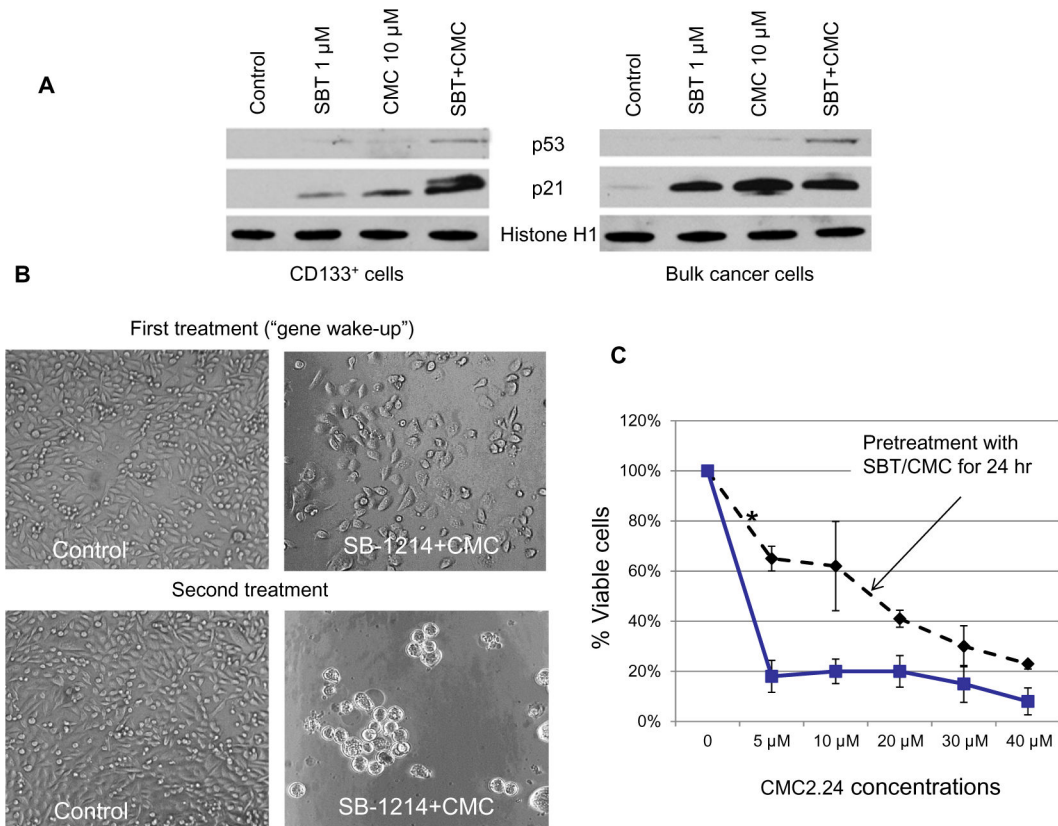 A
Control
SBT 1 µM
CMC 10 µM
SBT+CMC
Control
SBT 1 µM
CMC 10 µM
SBT+CMC
p53
p21
Histone H1
CD133⁺ cells
Bulk cancer cells
B
First treatment (“gene wake-up”)
Control
SB-1214+CMC
Second treatment
Control
SB-1214+CMC
C
120%
100%
80%
60%
40%
20%
0%
% Viable cells
Pretreatment with
SBT/CMC for 24 hr
*
0
5 µM
10 µM
20 µM
30 µM
40 µM
CMC2.24 concentrations